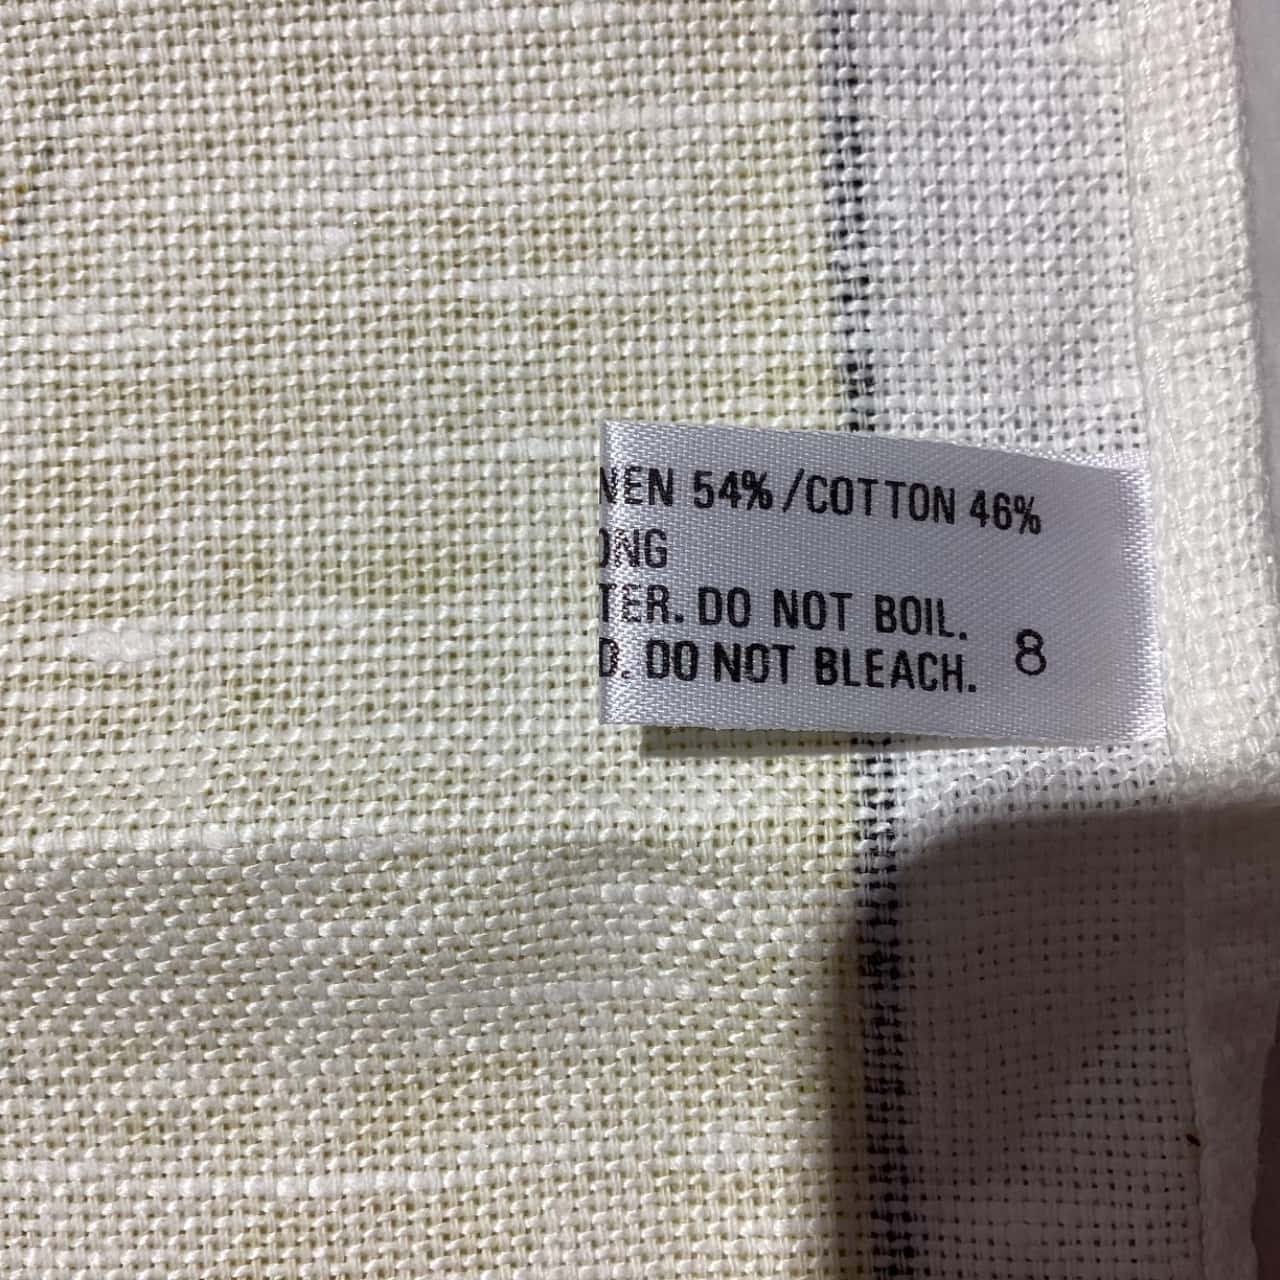 NEN 54%/COTTON 46%
ONG
TER. DO NOT BOIL.
D. DO NOT BLEACH. 8